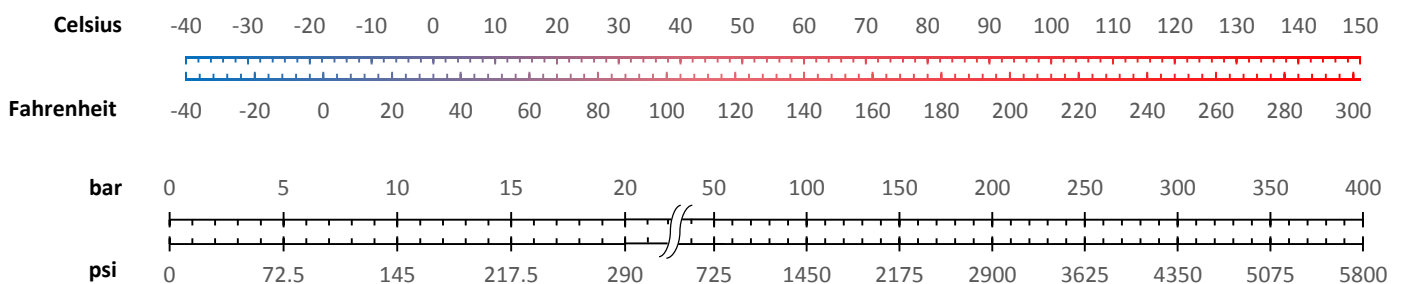 Celsius -40 -30 -20 -10 0 10 20 30 40 50 60 70 80 90 100 110 120 130 140 150
Fahrenheit -40 -20 0 20 40 60 80 100 120 140 160 180 200 220 240 260 280 300
bar 0 5 10 15 20 50 100 150 200 250 300 350 400
psi 0 72.5 145 217.5 290 725 1450 2175 2900 3625 4350 5075 5800